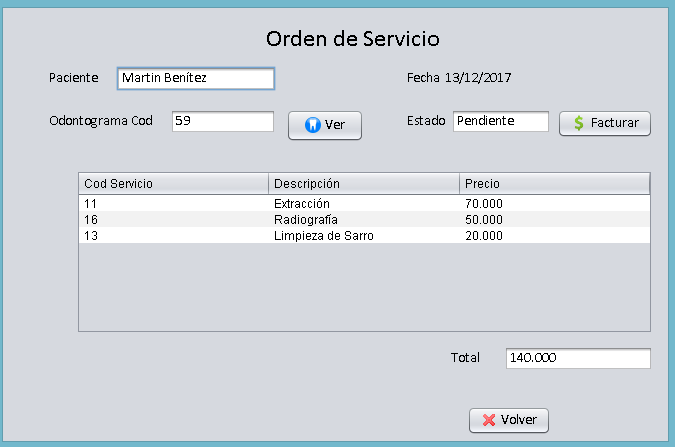 Orden de Servicio
Paciente Martin Benítez Fecha 13/12/2017
Odontograma Cod 59 Ver Estado Pendiente $ Facturar
Cod Servicio Descripción Precio
11 Extracción 70.000
16 Radiografía 50.000
13 Limpieza de Sarro 20.000
Total 140.000
Volver